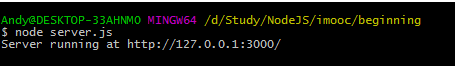 Andy@DESKTOP-33AHNMO MINGW64 /d/Study/NodeJS/imooc/beginning
$ node server.js
Server running at http://127.0.0.1:3000/